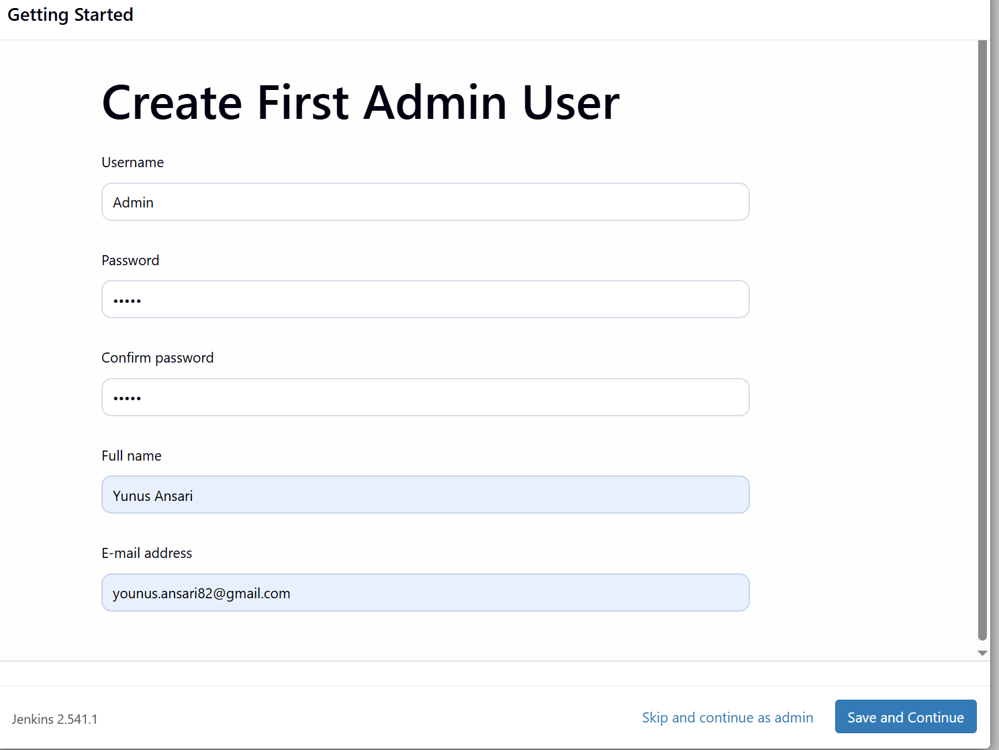 Getting Started
Create First Admin User
Username
Admin
Password
•••••
Confirm password
•••••
Full name
Yunus Ansari
E-mail address
younus.ansari82@gmail.com
Jenkins 2.541.1
Skip and continue as admin
Save and Continue